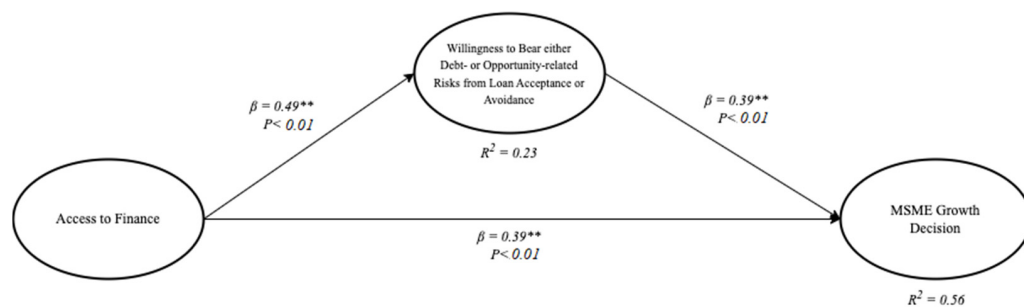 Willingness to Bear either
Debt- or Opportunity-related
Risks from Loan Acceptance or
Avoidance
β = 0.49**
P< 0.01
β = 0.39**
P< 0.01
R² = 0.23
Access to Finance
MSME Growth
Decision
β = 0.39**
P< 0.01
R² = 0.56